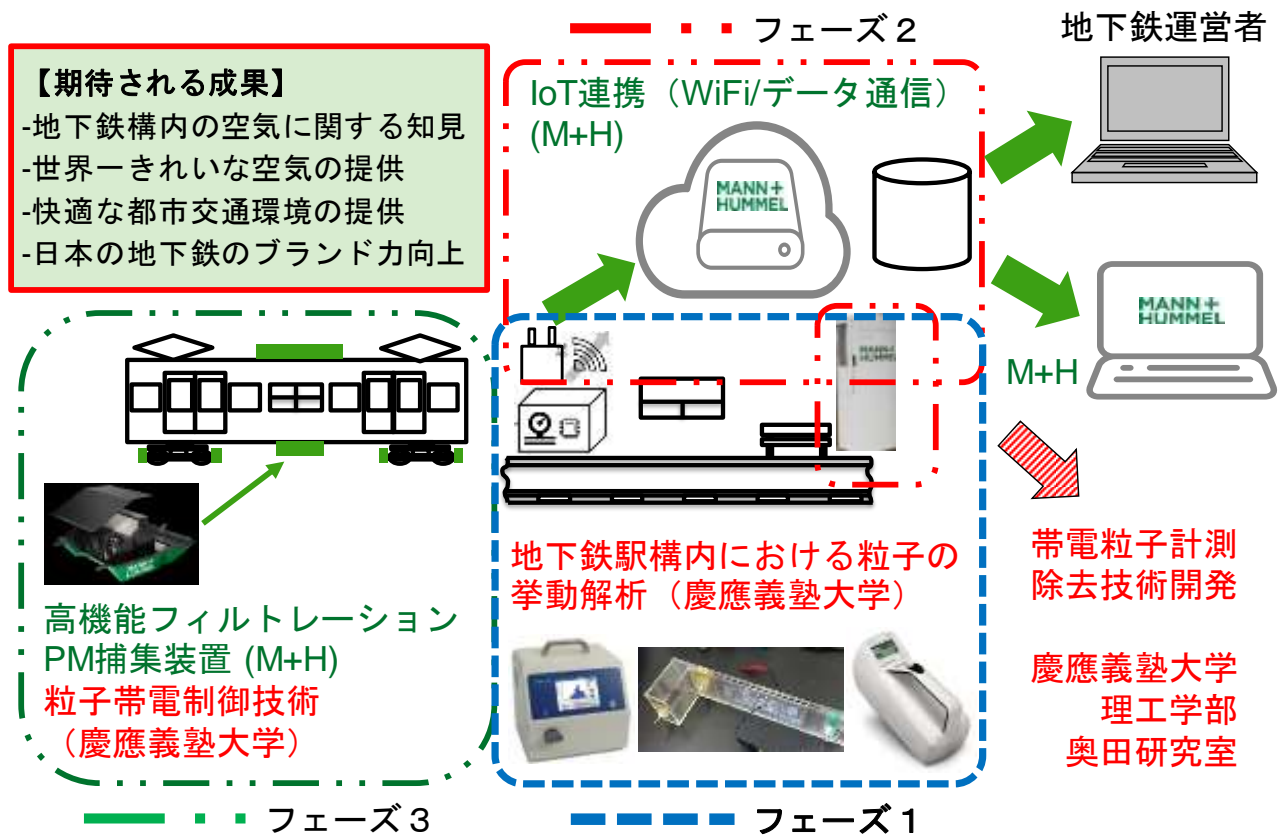 フェーズ２
地下鉄運営者
【期待される成果】
-地下鉄構内の空気に関する知見
-世界一きれいな空気の提供
-快適な都市交通環境の提供
-日本の地下鉄のブランド力向上
IoT連携（WiFi/データ通信）
(M+H)
MANN+
HUMMEL
MANN+
HUMMEL
M+H
MANN+
HUMMEL
地下鉄駅構内における粒子の
挙動解析（慶應義塾大学）
高機能フィルトレーション
PM捕集装置 (M+H)
粒子帯電制御技術
（慶應義塾大学）
帯電粒子計測
除去技術開発
慶應義塾大学
理工学部
奥田研究室
フェーズ３
フェーズ１